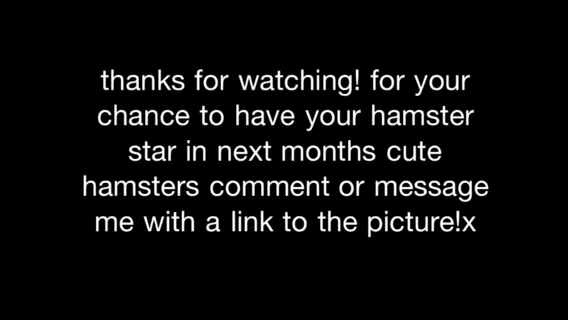 thanks for watching! for your
chance to have your hamster
star in next months cute
hamsters comment or message
me with a link to the picture!x